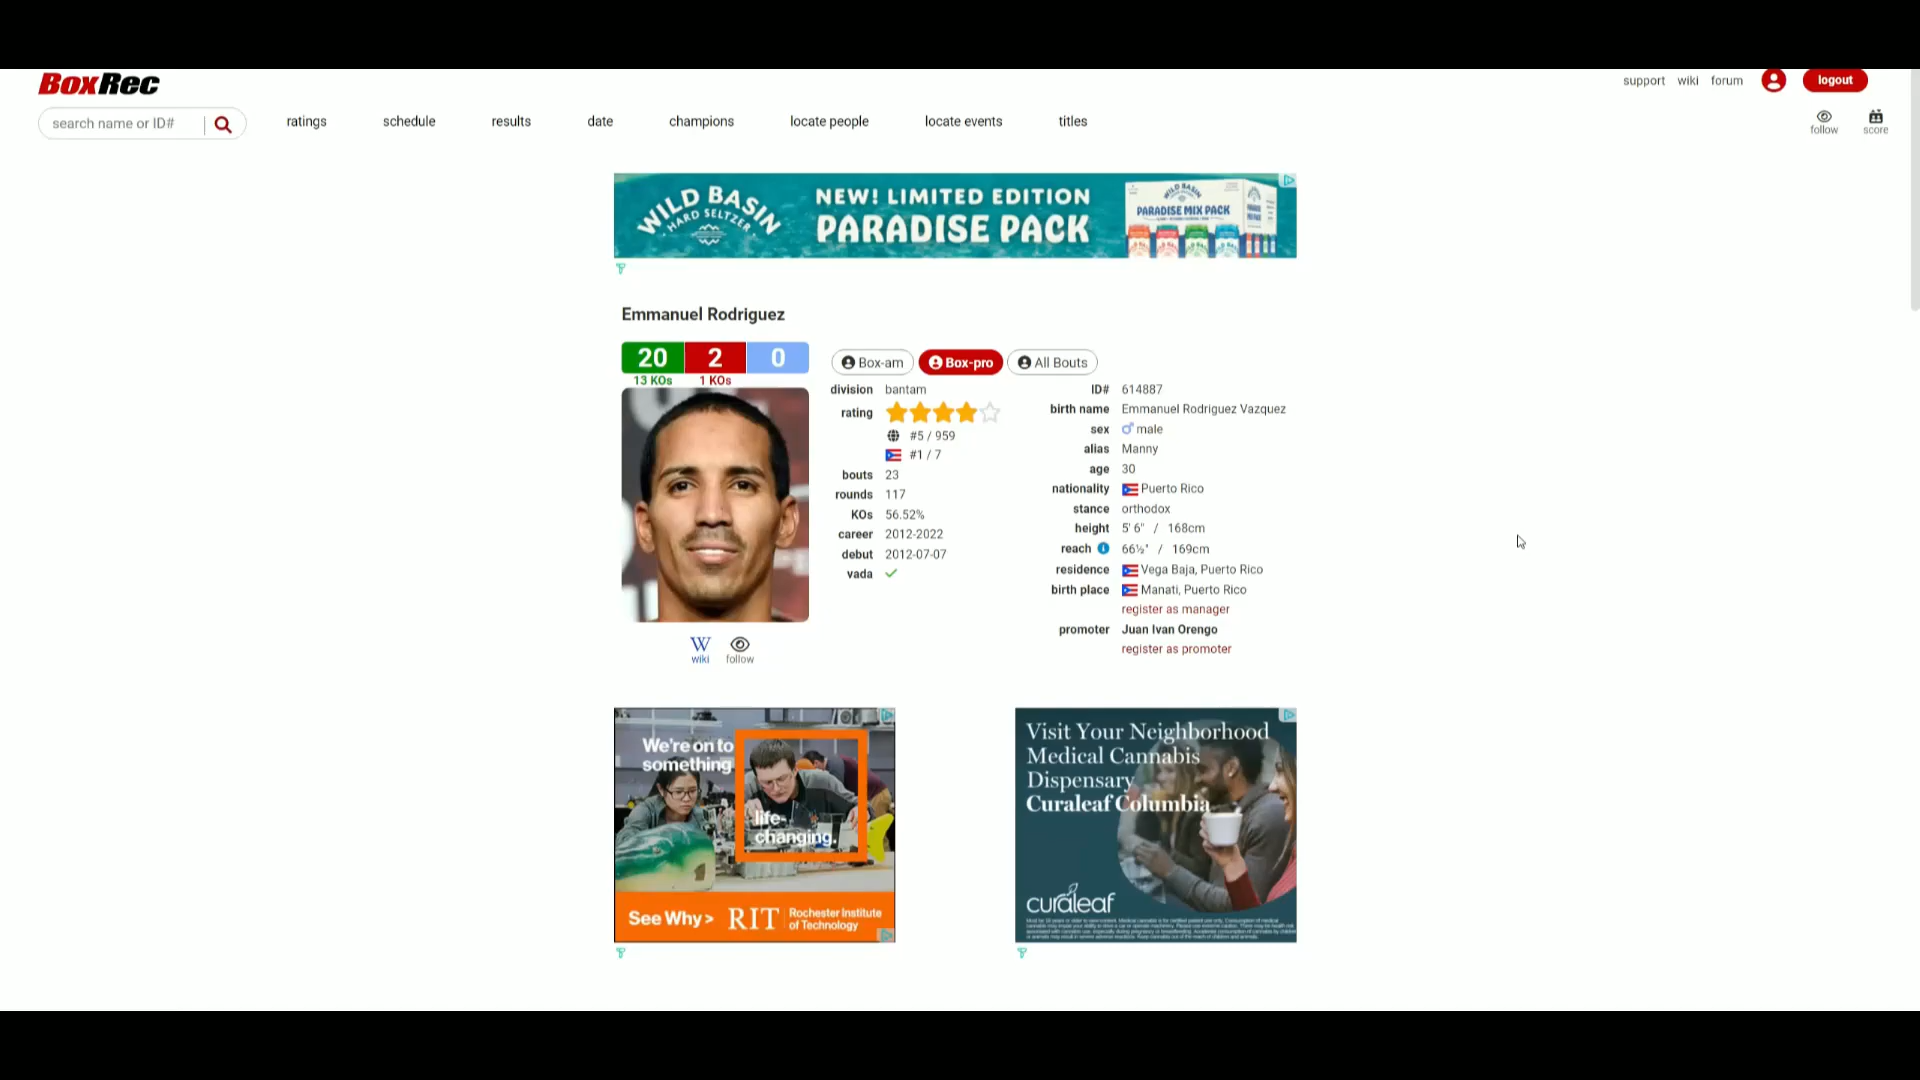 BoxRec
support wiki forum logout
search name or ID#
ratings schedule results date champions locate people locate events titles
follow score
WILD BASIN
HARD SELTZER
NEW! LIMITED EDITION
PARADISE PACK
WILD BASIN
PARADISE MIX PACK
Emmanuel Rodriguez
20 2 0
13 KOs 1 KOs
Box-am Box-pro All Bouts
division bantam
rating
#5 / 959
#1 / 7
bouts 23
rounds 117
KOs 56.52%
career 2012-2022
debut 2012-07-07
vada
ID# 614887
birth name Emmanuel Rodriguez Vazquez
sex male
alias Manny
age 30
nationality Puerto Rico
stance orthodox
height 5' 6" / 168cm
reach 66½" / 169cm
residence Vega Baja, Puerto Rico
birth place Manati, Puerto Rico
register as manager
promoter Juan Ivan Orengo
register as promoter
W
wiki follow
We're on to
something
life-
changing.
See Why > RIT Rochester Institute
of Technology
Visit Your Neighborhood
Medical Cannabis
Dispensary
Curaleaf Columbia
curaleaf